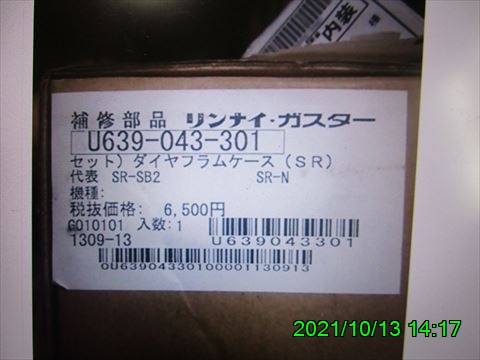 内装
様
補修部品 リンナイ・ガスター
U639-043-301
セット) ダイヤフラムケース(SR)
代表 SR-SB2 SR-N
機種:
税抜価格: 6,500円
G010101 入数:1
1309-13 U639043301
0U63904330100001130913
2021/10/13 14:17